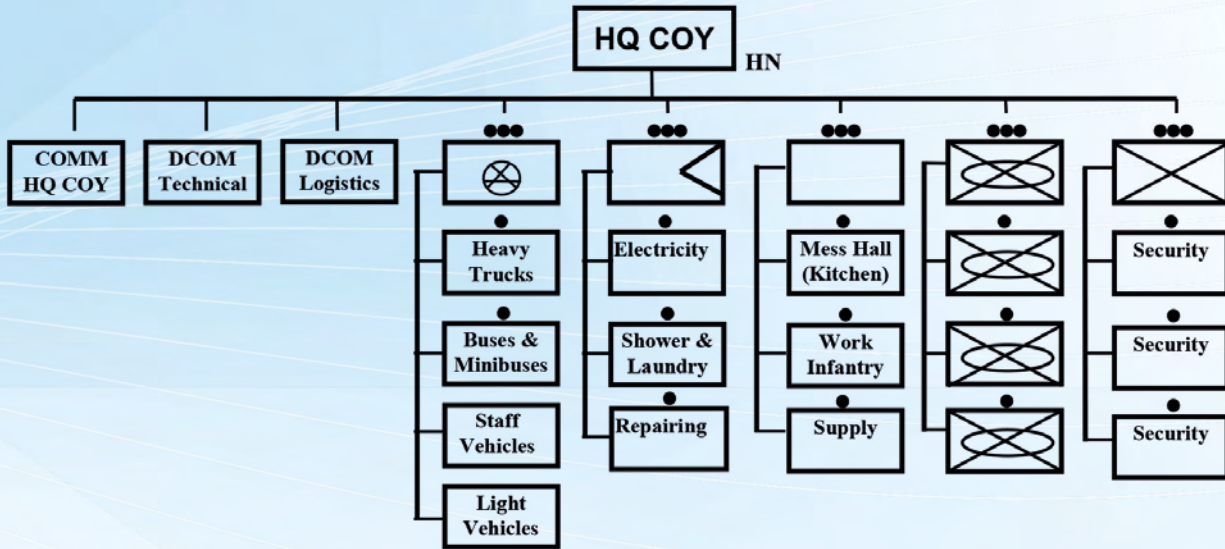 HQ COY
HN
COMM
HQ COY
DCOM
Technical
DCOM
Logistics
Heavy
Trucks
Buses &
Minibuses
Staff
Vehicles
Light
Vehicles
Electricity
Shower &
Laundry
Repairing
Mess Hall
(Kitchen)
Work
Infantry
Supply
Security
Security
Security